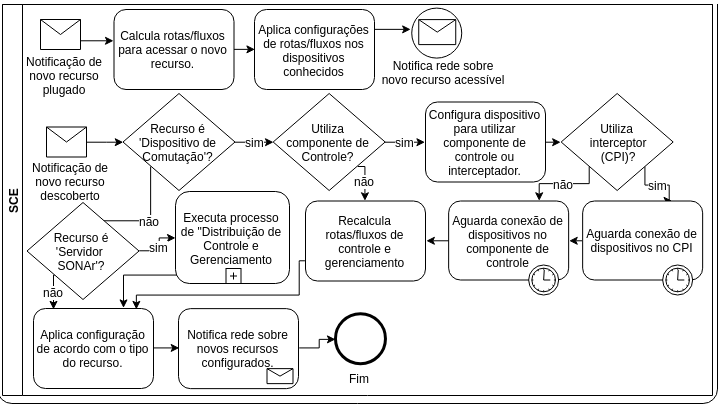 SCE
Notificação de
novo recurso
plugado
Calcula rotas/fluxos
para acessar o novo
recurso.
Aplica configurações
de rotas/fluxos nos
dispositivos
conhecidos
Notifica rede sobre
novo recurso acessível
Notificação de
novo recurso
descoberto
Recurso é
'Dispositivo de
Comutação'?
sim
Utiliza
componente de
Controle?
sim
Configura dispositivo
para utilizar
componente de
controle ou
interceptador.
Utiliza
interceptor
(CPI)?
não
não
não
sim
Recurso é
'Servidor
SONAr'?
sim
Executa processo
de "Distribuição de
Controle e
Gerenciamento
Recalcula
rotas/fluxos de
controle e
gerenciamento
Aguarda conexão de
dispositivos no
componente de
controle
Aguarda conexão de
dispositivos no CPI
não
Aplica configuração
de acordo com o tipo
do recurso.
Notifica rede sobre
novos recursos
configurados.
Fim